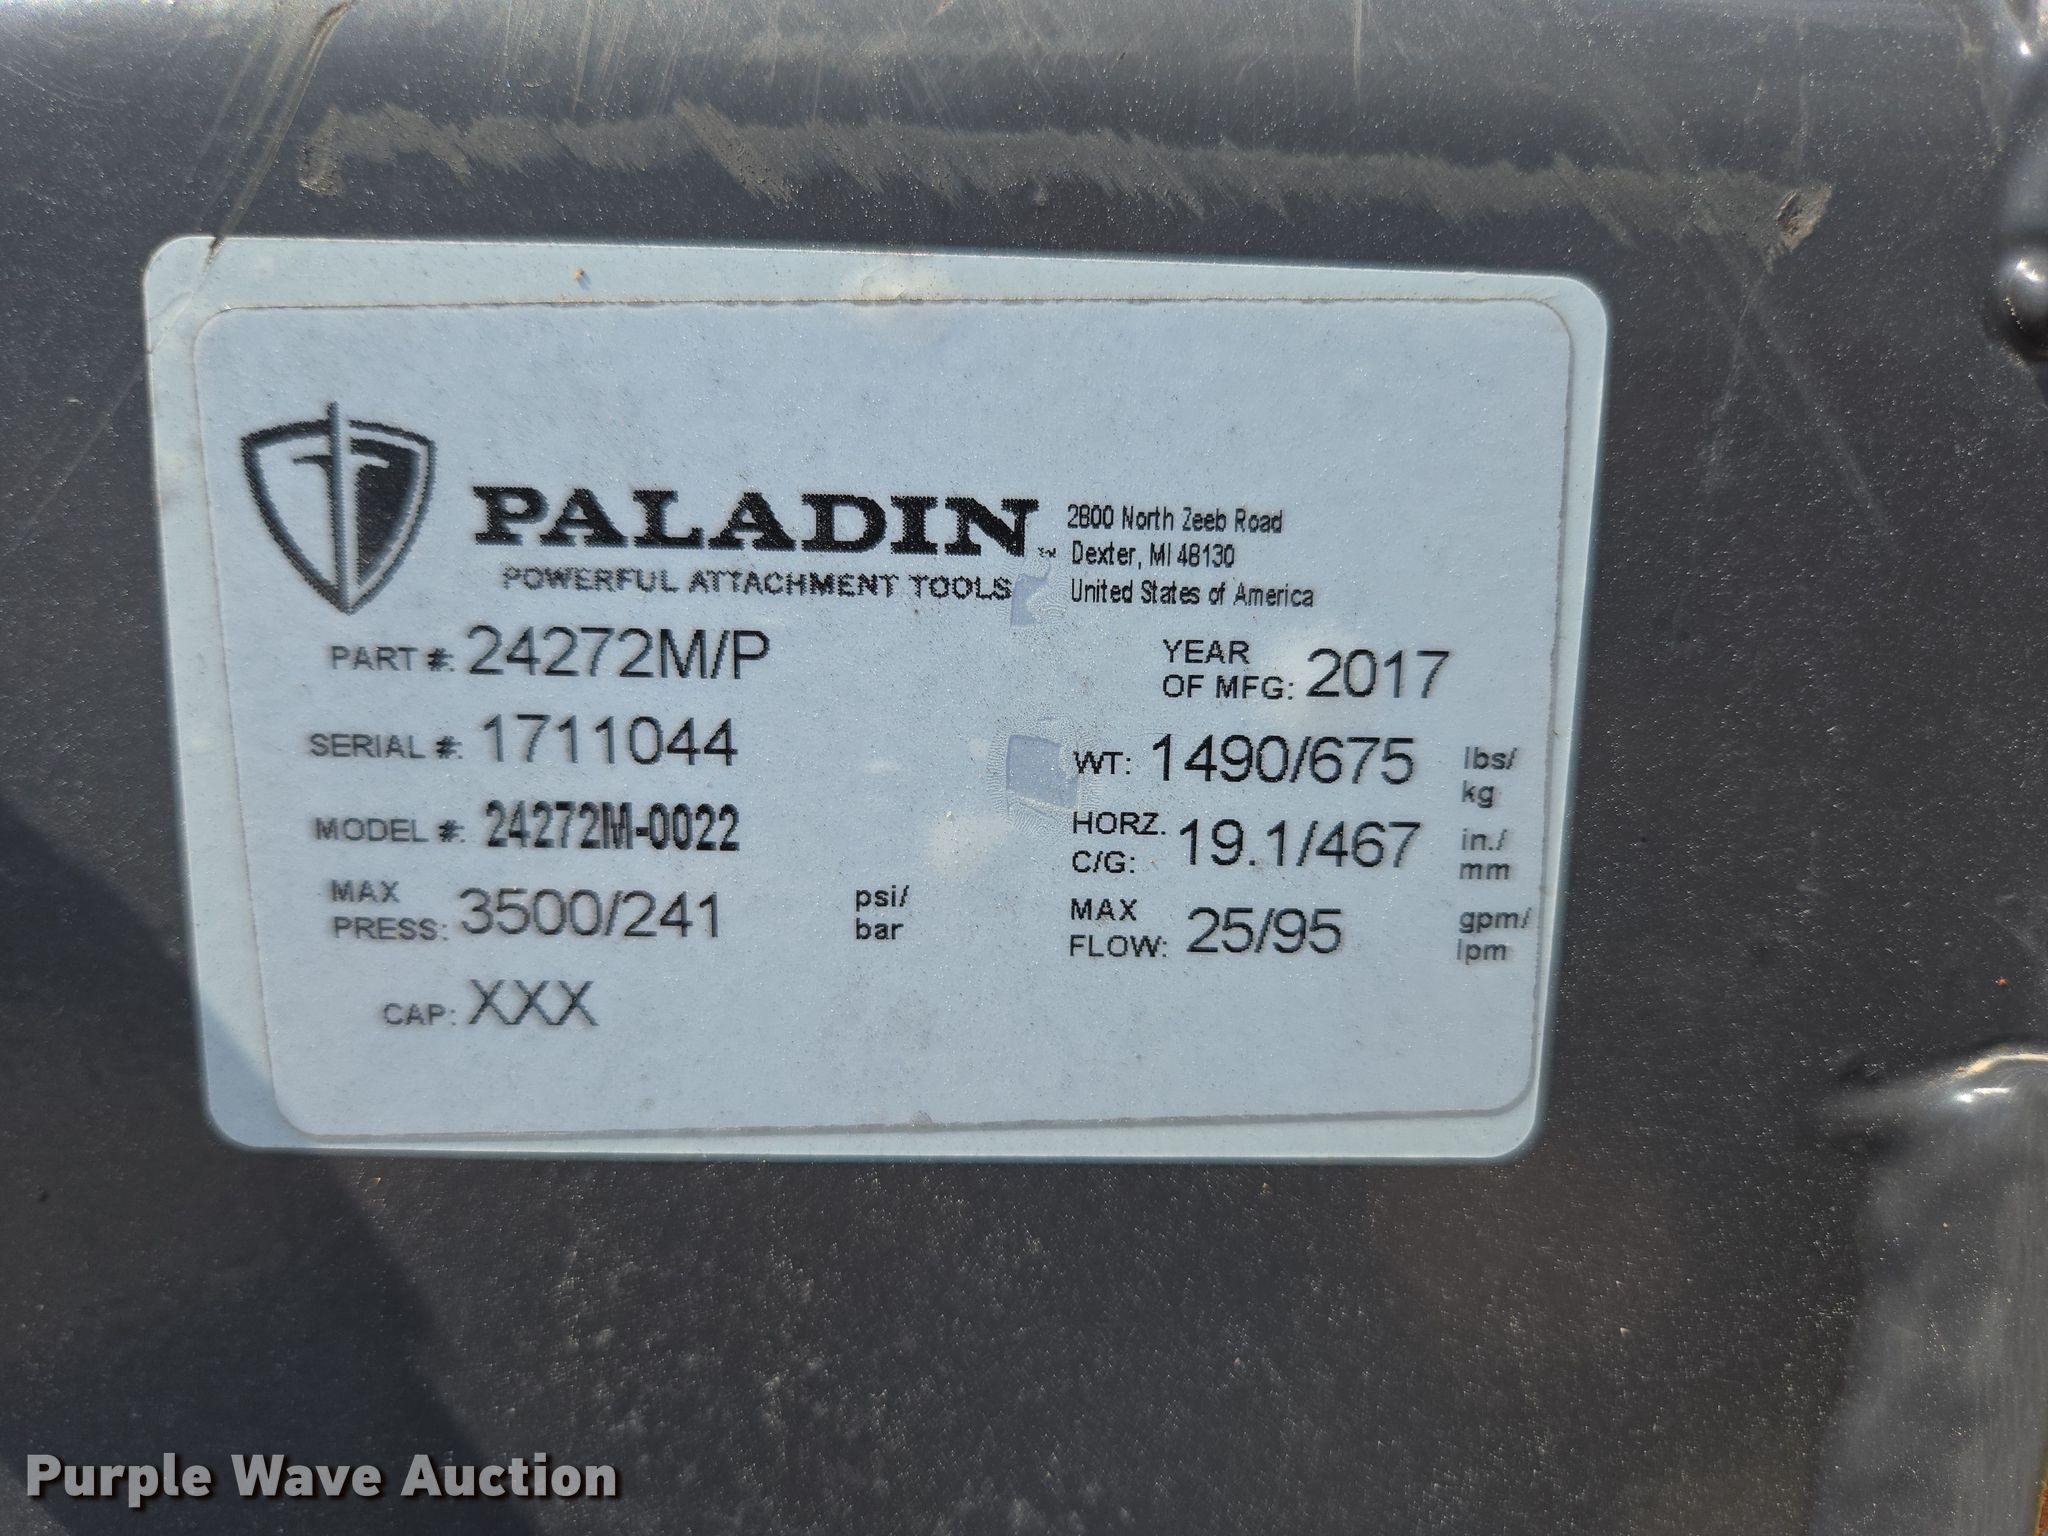 PALADIN™
POWERFUL ATTACHMENT TOOLS
2800 North Zeeb Road
Dexter, MI 48130
United States of America
PART #: 24272M/P
YEAR OF MFG: 2017
SERIAL #: 1711044
WT: 1490/675 lbs/kg
MODEL #: 24272M-0022
HORZ. C/G: 19.1/467 in./mm
MAX PRESS: 3500/241 psi/bar
MAX FLOW: 25/95 gpm/lpm
CAP: XXX
Purple Wave Auction